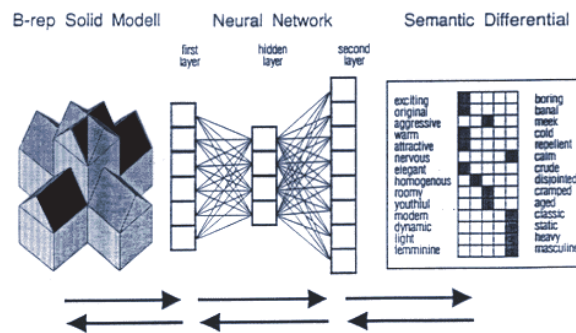 B-rep Solid Modell
Neural Network
Semantic Differential
first layer
hidden layer
second layer
exciting boring
original banal
aggressive meek
warm cold
attractive repellent
nervous calm
elegant crude
homogenous disjointed
roomy cramped
youthful aged
modern classic
dynamic static
light heavy
femminine masculine